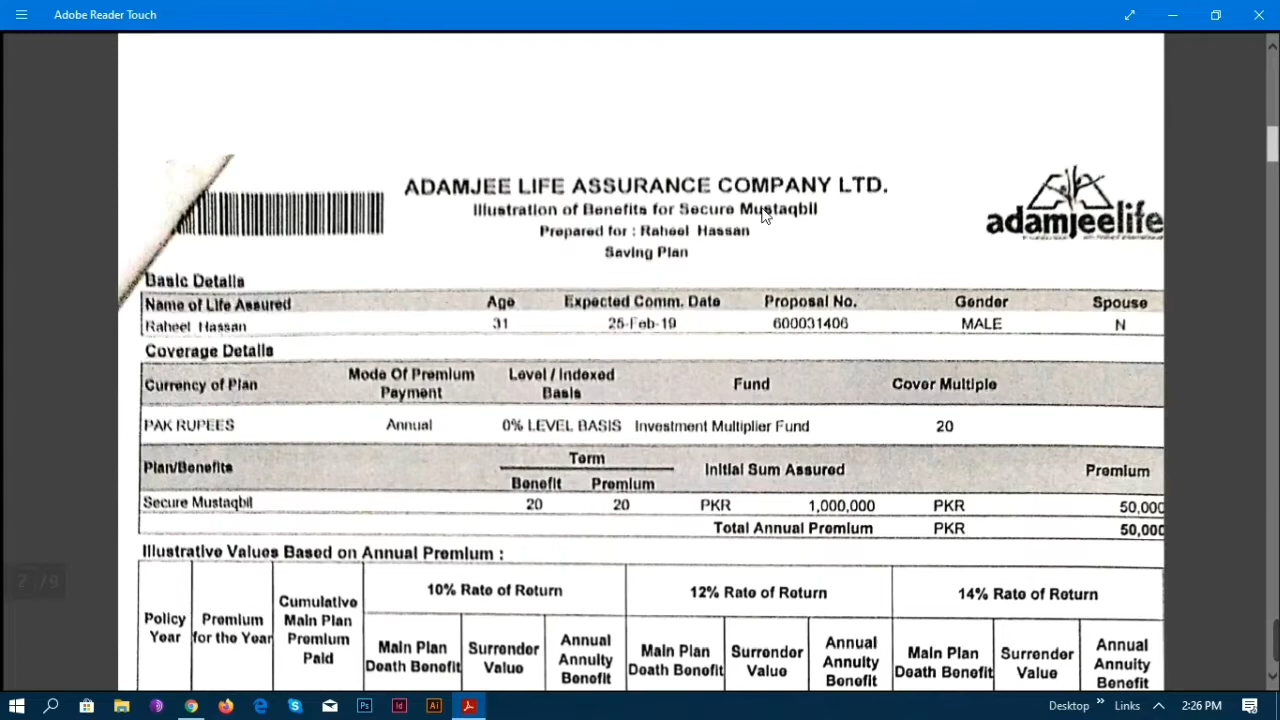 Adobe Reader Touch
ADAMJEE LIFE ASSURANCE COMPANY LTD.
Illustration of Benefits for Secure Mustaqbil
Prepared for : Raheel Hassan
Saving Plan
adamjeelife
Basic Details
Name of Life Assured Age Expected Comm. Date Proposal No. Gender Spouse
Raheel Hassan 31 25-Feb-19 600031406 MALE N
Coverage Details
Currency of Plan Mode Of Premium Payment Level / Indexed Basis Fund Cover Multiple
PAK RUPEES Annual 0% LEVEL BASIS Investment Multiplier Fund 20
Plan/Benefits Term Initial Sum Assured Premium
Benefit Premium
Secure Mustaqbil 20 20 PKR 1,000,000 PKR 50,000
Total Annual Premium PKR 50,000
Illustrative Values Based on Annual Premium :
10% Rate of Return 12% Rate of Return 14% Rate of Return
Policy Year Premium for the Year Cumulative Main Plan Premium Paid Main Plan Death Benefit Surrender Value Annual Annuity Benefit Main Plan Death Benefit Surrender Value Annual Annuity Benefit Main Plan Death Benefit Surrender Value Annual Annuity Benefit
2 / 9
Desktop Links 2:26 PM